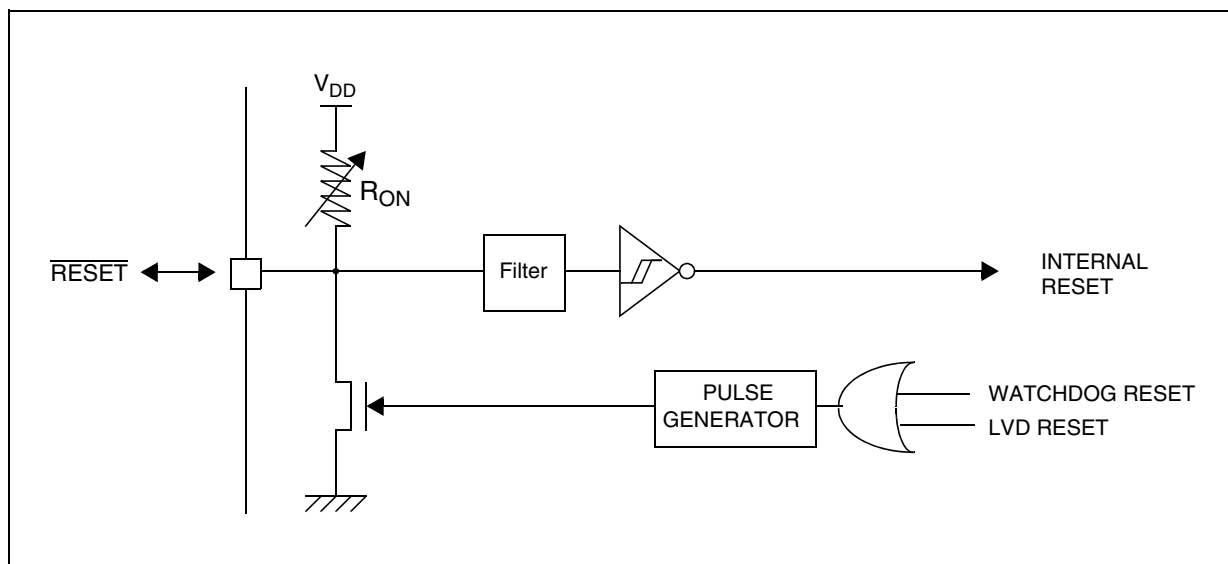 VDD
RON
RESET
Filter
INTERNAL
RESET
PULSE
GENERATOR
WATCHDOG RESET
LVD RESET